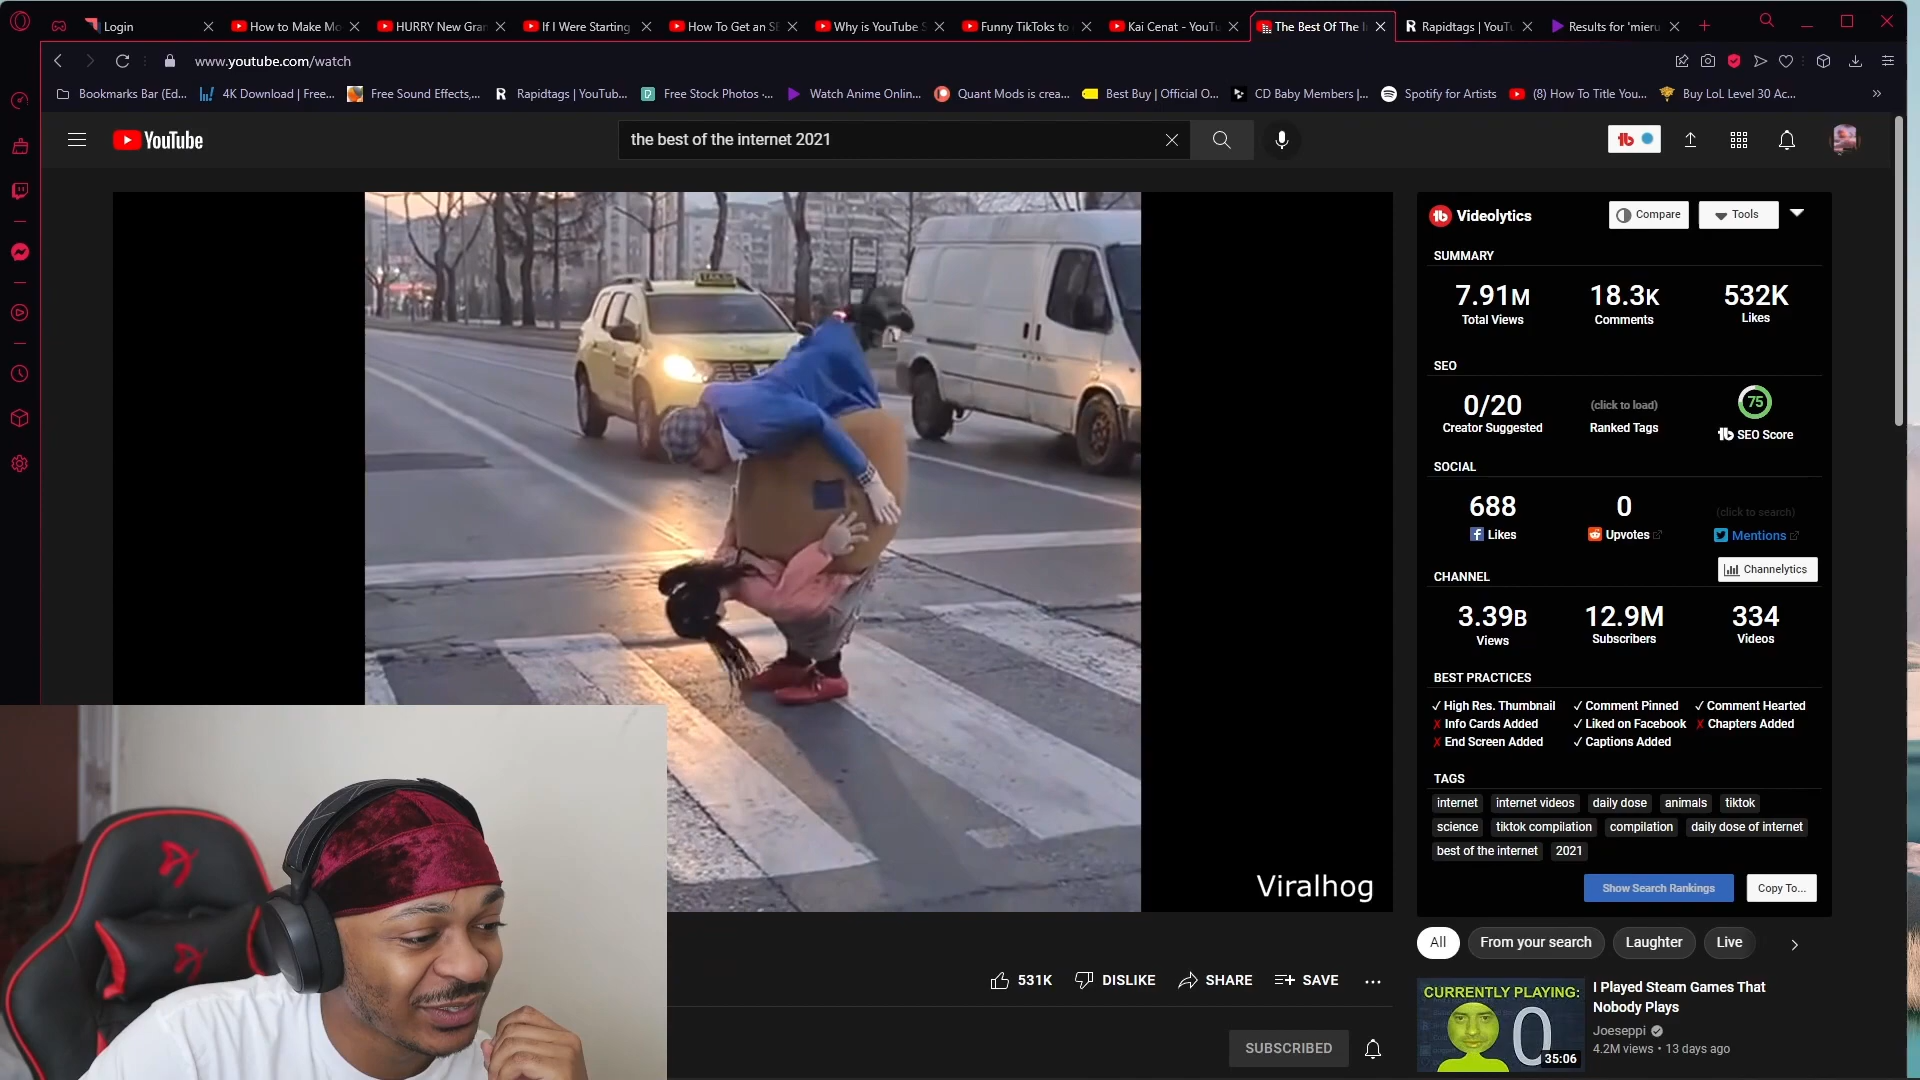 Login
How to Make Mo
HURRY New Gran
If I Were Starting
How To Get an SE
Why is YouTube S
Funny TikToks to
Kai Cenat - YouTu
The Best Of The I
Rapidtags | YouTu
Results for 'mieru
www.youtube.com/watch
Bookmarks Bar (Ed...
4K Download | Free...
Free Sound Effects,...
Rapidtags | YouTub...
Free Stock Photos ·...
Watch Anime Onlin...
Quant Mods is crea...
Best Buy | Official O...
CD Baby Members |...
Spotify for Artists
(8) How To Title You...
Buy LoL Level 30 Ac...
YouTube
the best of the internet 2021
Videolytics
Compare
Tools
SUMMARY
7.91M 18.3K 532K
Total Views Comments Likes
SEO
0/20 (click to load) 75
Creator Suggested Ranked Tags SEO Score
SOCIAL
688 0 (click to search)
Likes Upvotes Mentions
Channelytics
CHANNEL
3.39B 12.9M 334
Views Subscribers Videos
BEST PRACTICES
✓ High Res. Thumbnail ✓ Comment Pinned ✓ Comment Hearted
✗ Info Cards Added ✓ Liked on Facebook ✗ Chapters Added
✗ End Screen Added ✓ Captions Added
TAGS
internet internet videos daily dose animals tiktok
science tiktok compilation compilation daily dose of internet
best of the internet 2021
Show Search Rankings Copy To...
Viralhog
All From your search Laughter Live
531K DISLIKE SHARE SAVE
SUBSCRIBED
CURRENTLY PLAYING:
0
35:06
I Played Steam Games That
Nobody Plays
Joeseppi
4.2M views • 13 days ago